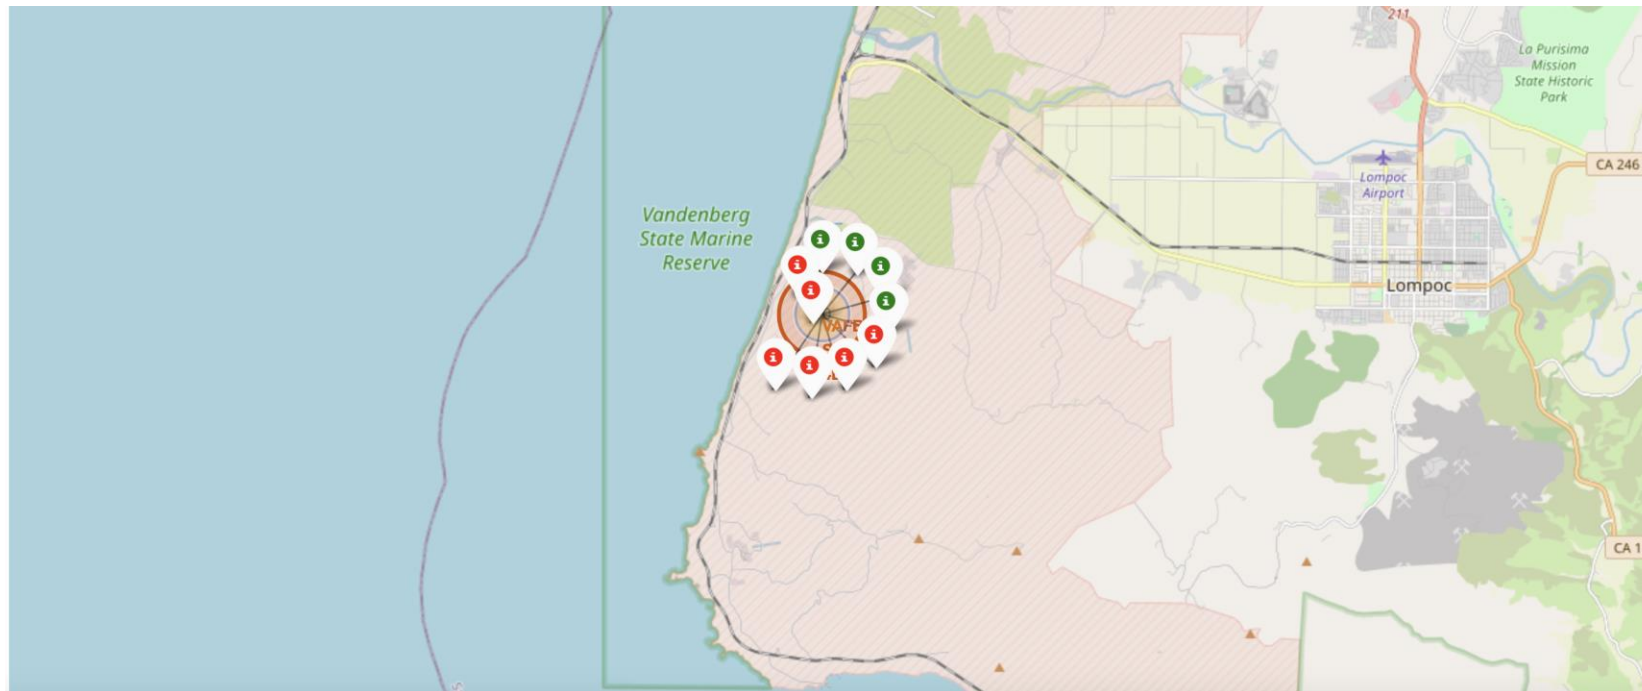 211
La Purisima
Mission
State Historic
Park
CA 246
Lompoc
Airport
Vandenberg
State Marine
Reserve
Lompoc
CA 1